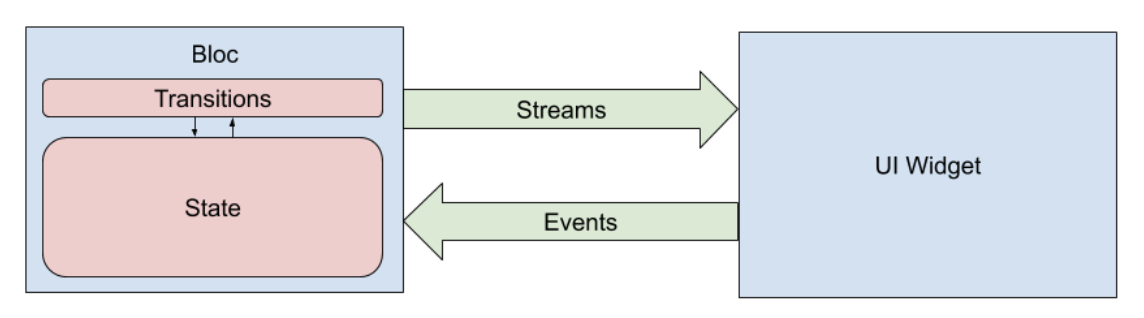 Bloc
Transitions
State
Streams
Events
UI Widget